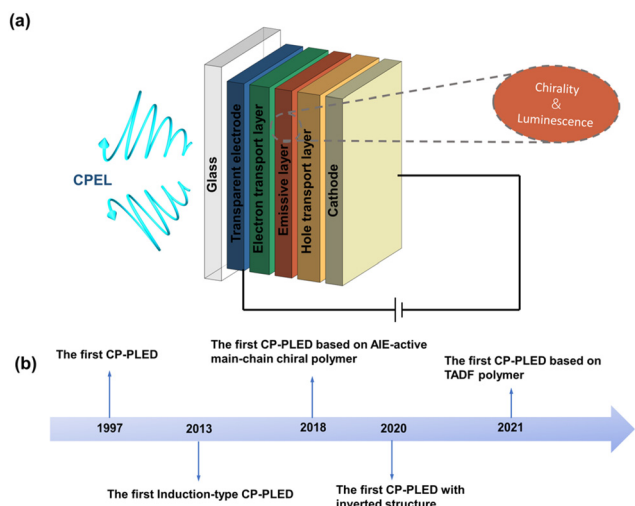 (a)
Chirality
&
Luminescence
CPEL
Glass
Transparent electrode
Electron transport layer
Emissive layer
Hole transport layer
Cathode
(b)
The first CP-PLED
The first CP-PLED based on AIE-active
main-chain chiral polymer
The first CP-PLED based on
TADF polymer
1997
2013
2018
2020
2021
The first Induction-type CP-PLED
The first CP-PLED with
inverted structure